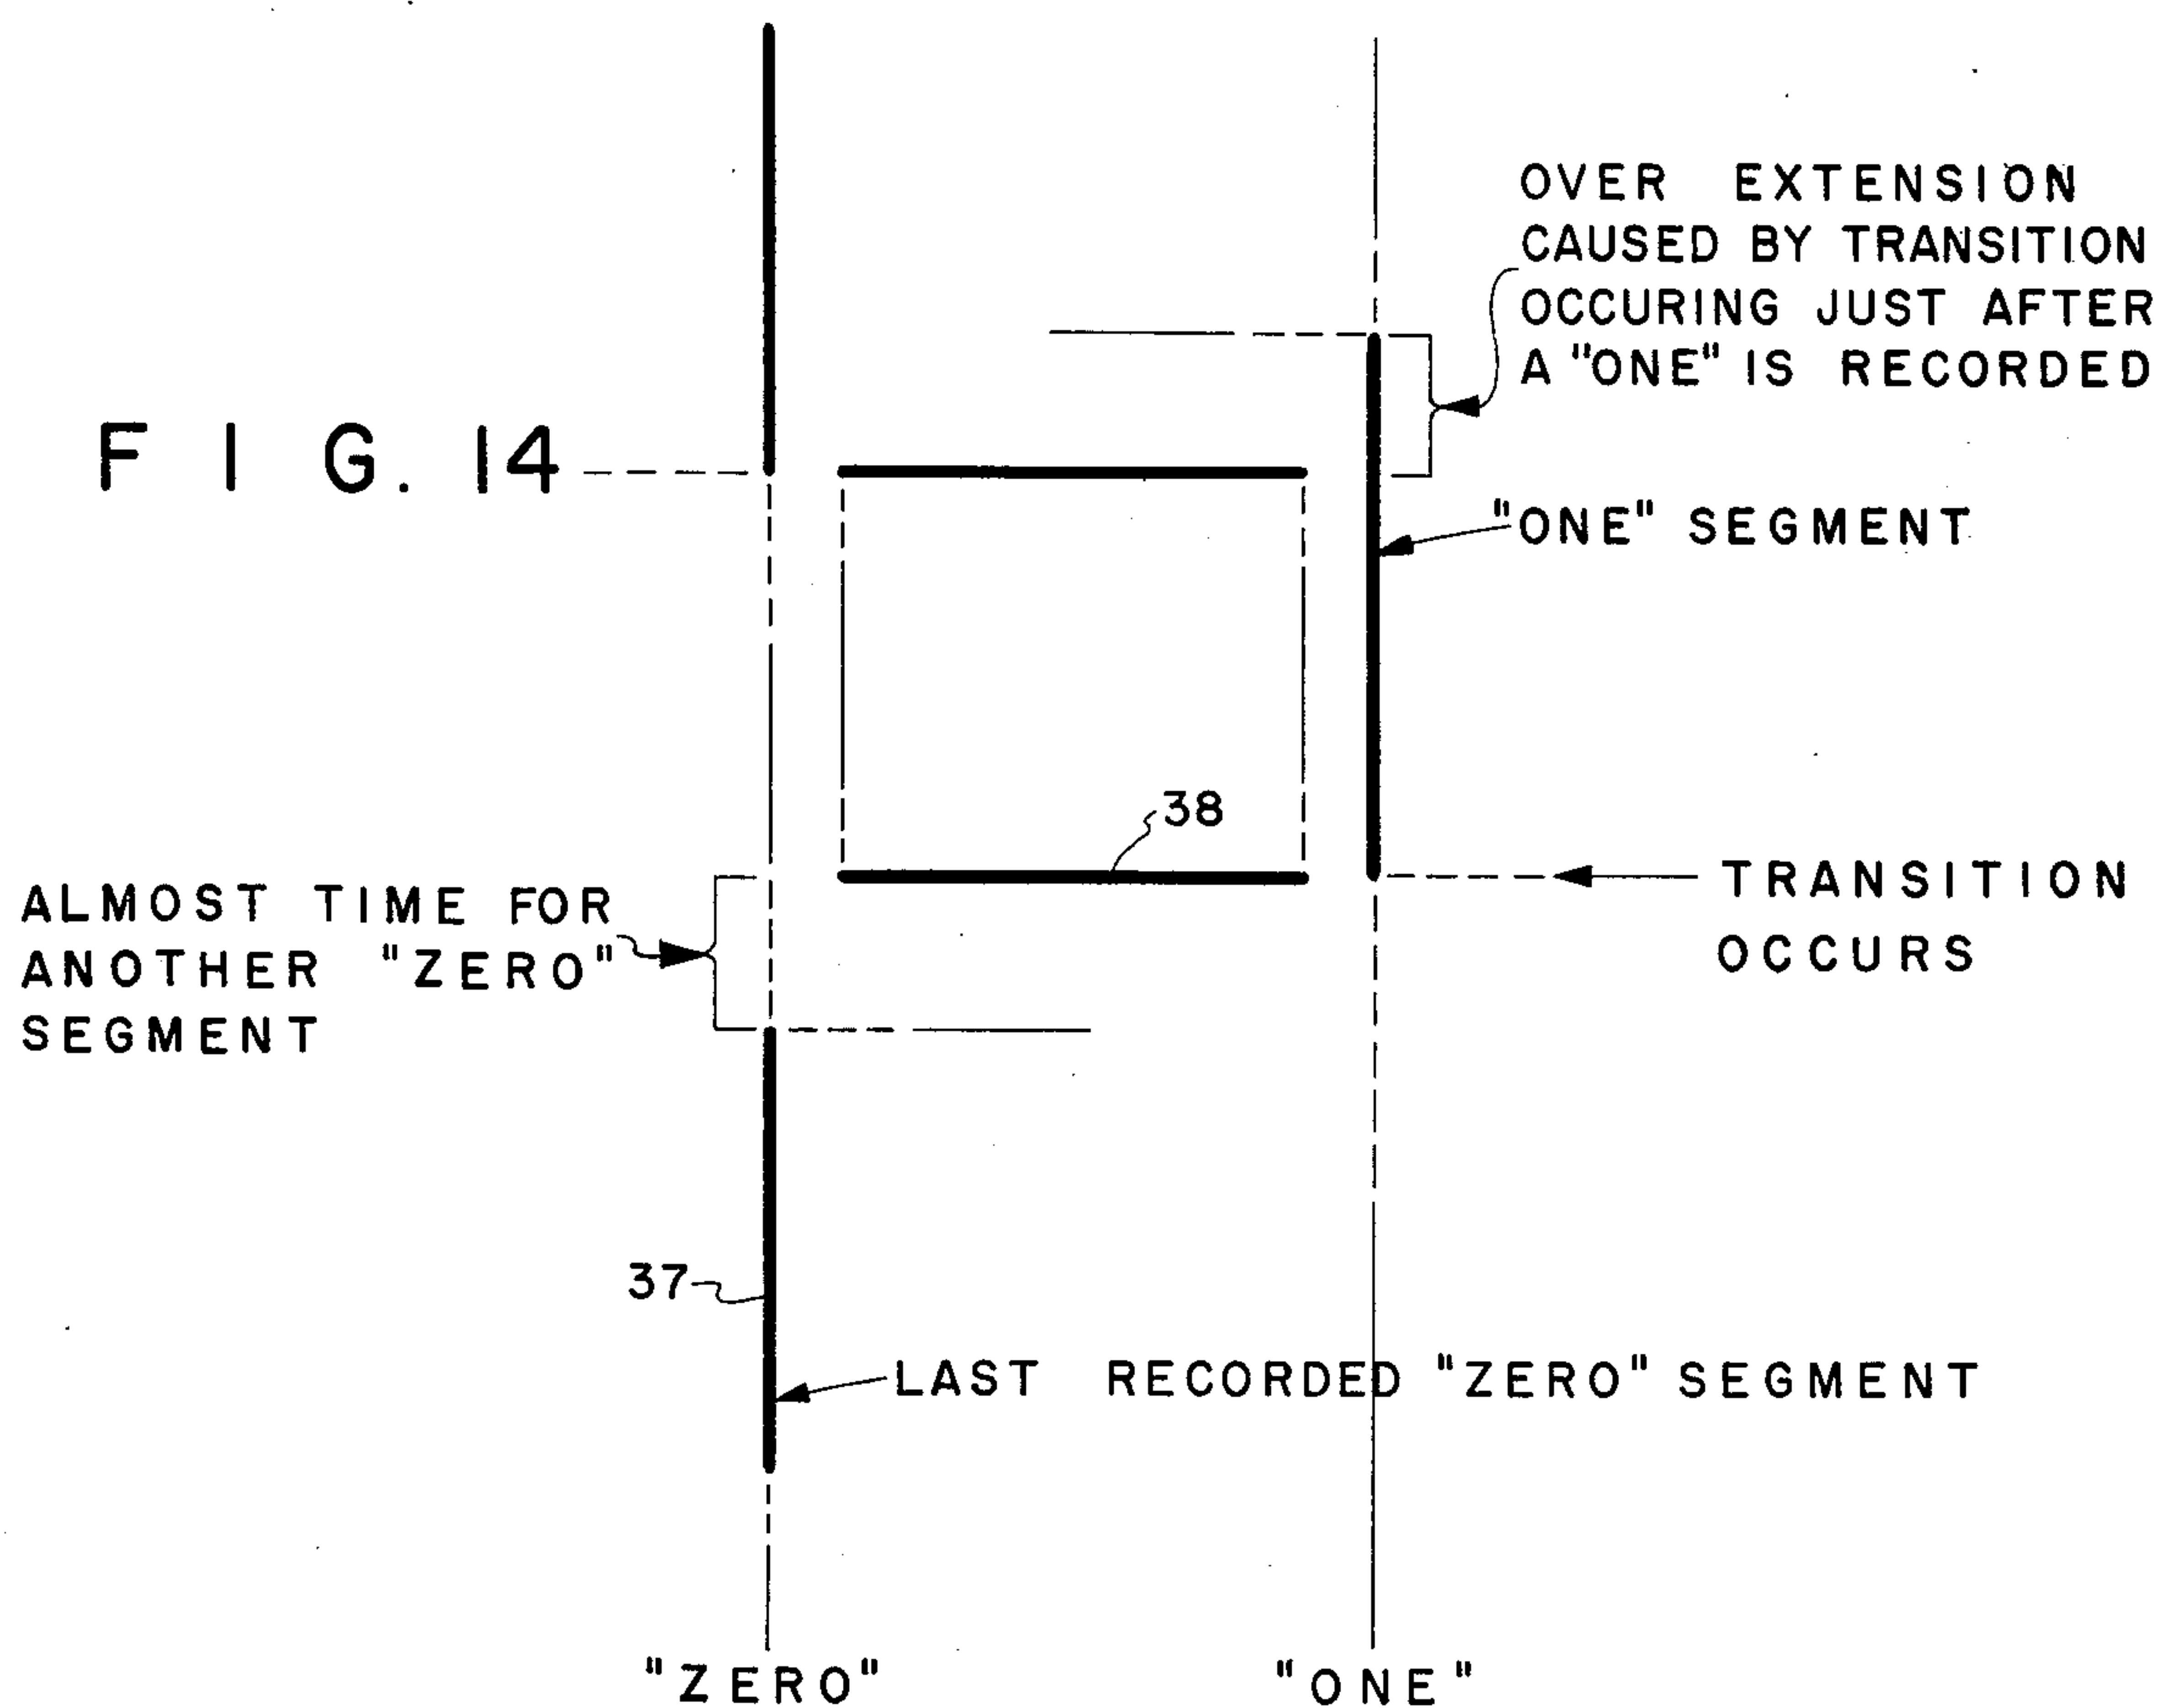 OVER EXTENSION
CAUSED BY TRANSITION
OCCURING JUST AFTER
A "ONE" IS RECORDED
FIG. 14
"ONE" SEGMENT
38
ALMOST TIME FOR
ANOTHER "ZERO"
SEGMENT
TRANSITION
OCCURS
37
LAST RECORDED "ZERO" SEGMENT
"ZERO"
"ONE"